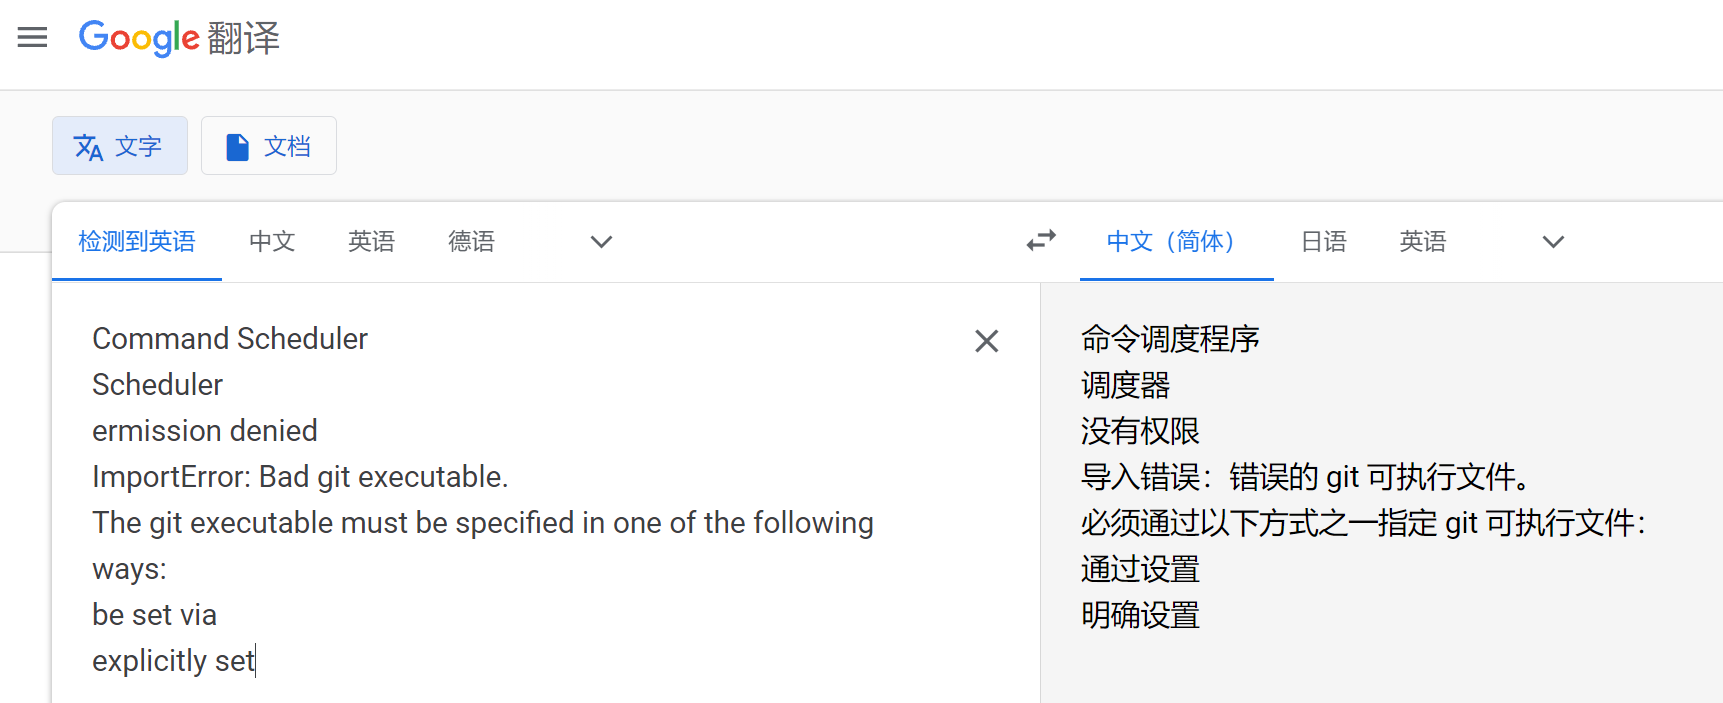 Google 翻译
文字
文档
检测到英语 中文 英语 德语
中文（简体） 日语 英语
Command Scheduler
Scheduler
ermission denied
ImportError: Bad git executable.
The git executable must be specified in one of the following
ways:
be set via
explicitly set
命令调度程序
调度器
没有权限
导入错误：错误的 git 可执行文件。
必须通过以下方式之一指定 git 可执行文件：
通过设置
明确设置